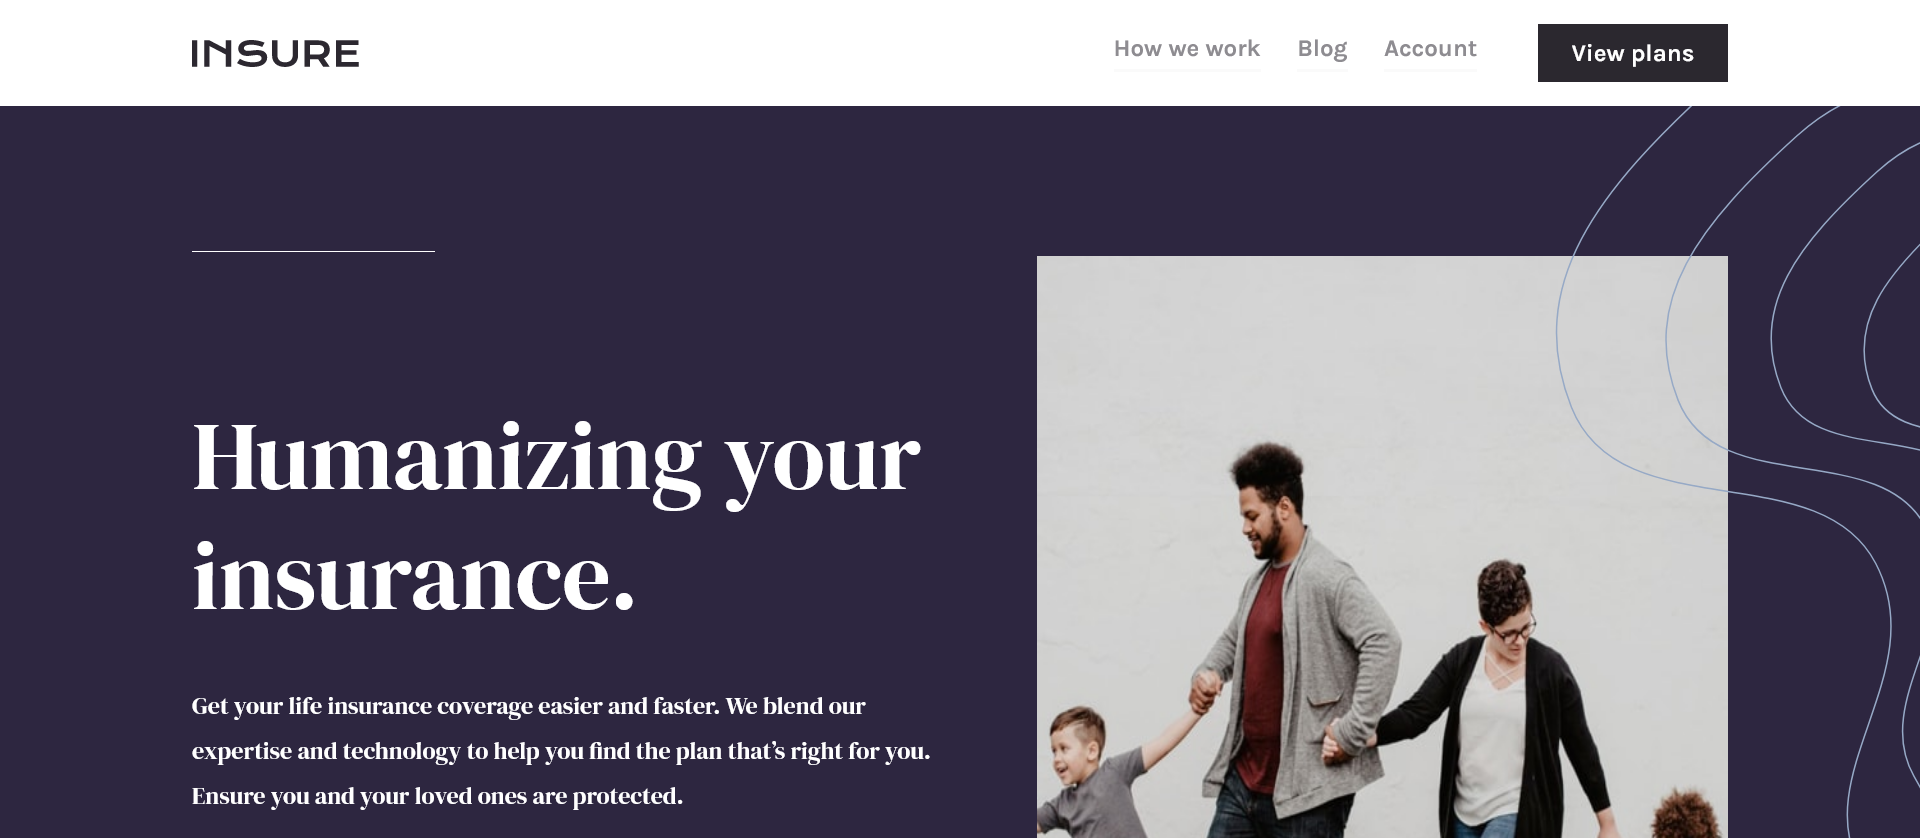 INSURE
How we work
Blog
Account
View plans
Humanizing your
insurance.
Get your life insurance coverage easier and faster. We blend our
expertise and technology to help you find the plan that’s right for you.
Ensure you and your loved ones are protected.